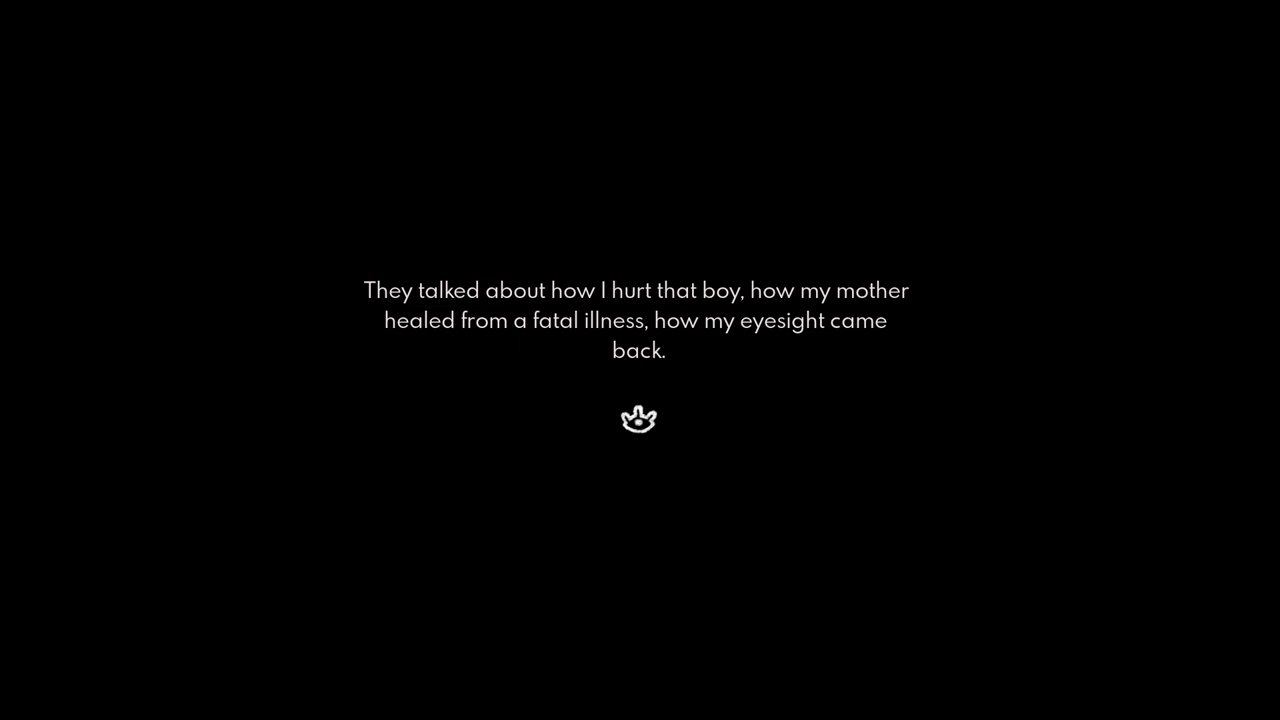 They talked about how I hurt that boy, how my mother
healed from a fatal illness, how my eyesight came
back.